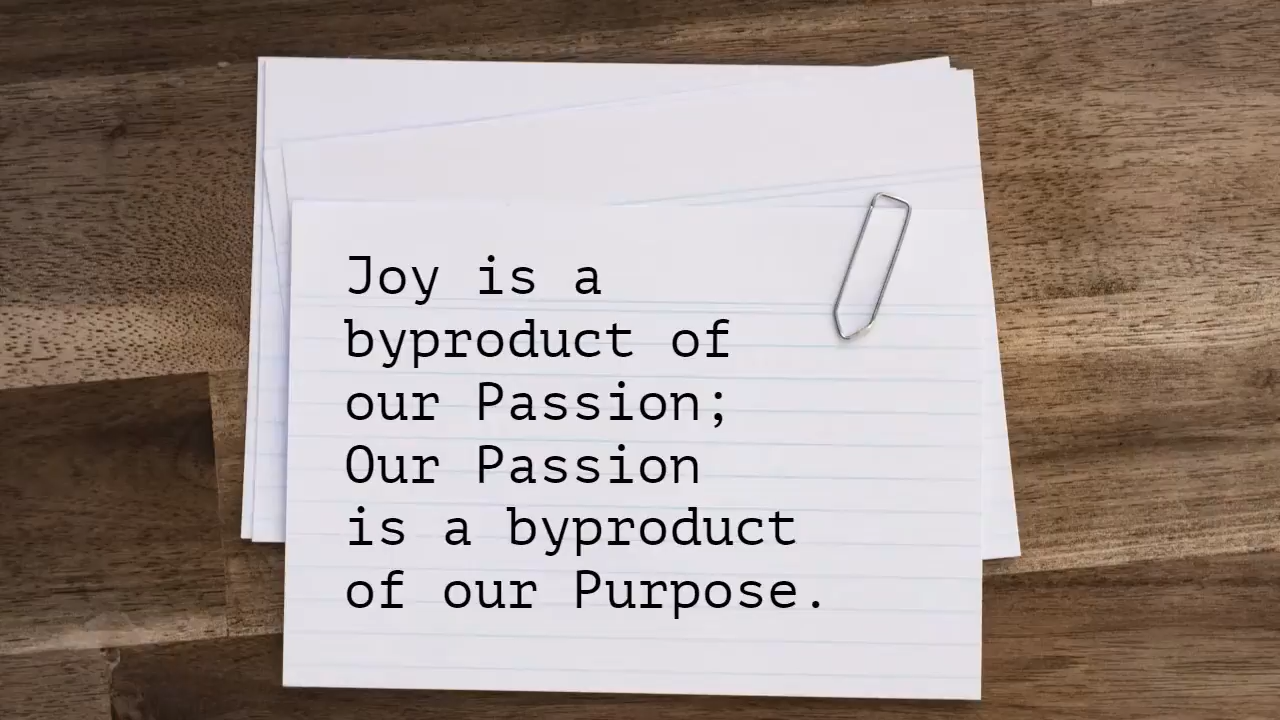 Joy is a
byproduct of
our Passion;
Our Passion
is a byproduct
of our Purpose.